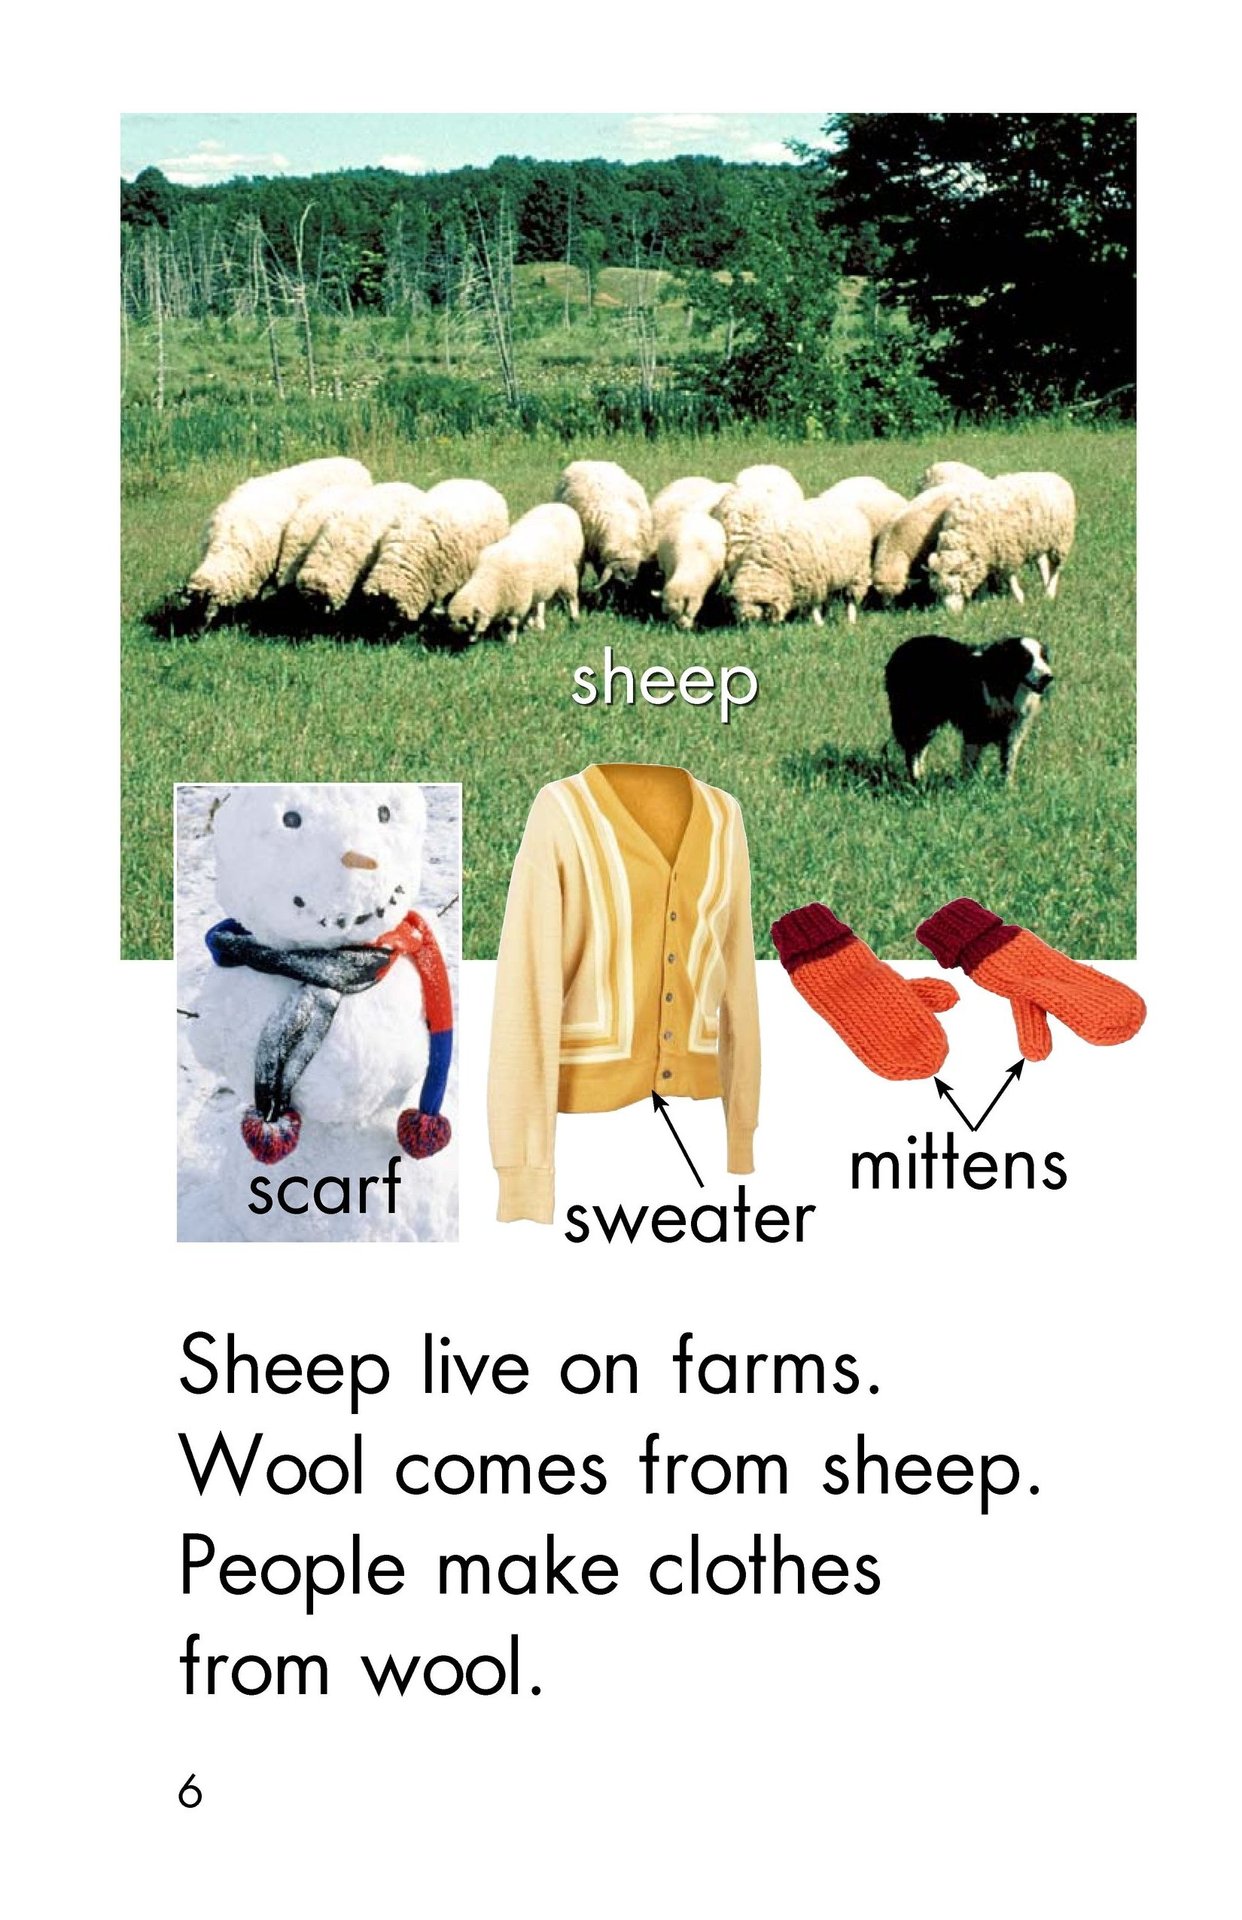 sheep
scarf
sweater
mittens
Sheep live on farms.
Wool comes from sheep.
People make clothes
from wool.
6